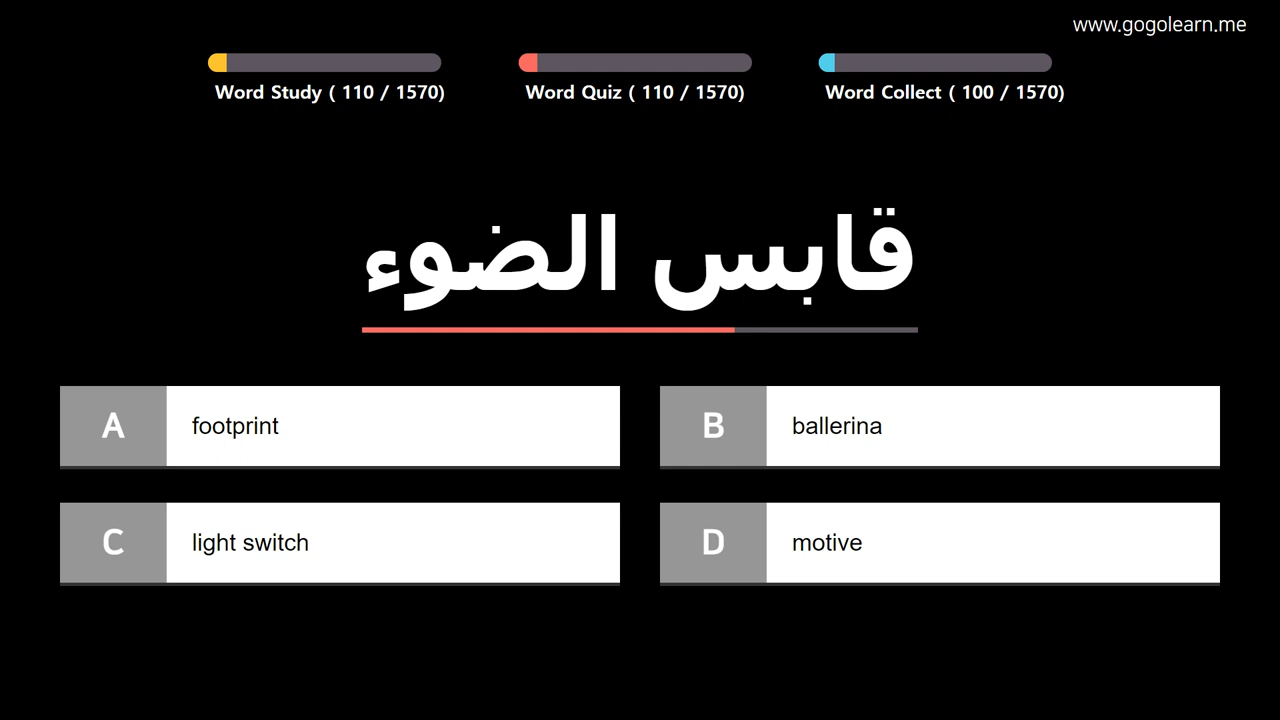 www.gogolearn.me
Word Study ( 110 / 1570)
Word Quiz ( 110 / 1570)
Word Collect ( 100 / 1570)
قابس الضوء
A
footprint
B
ballerina
C
light switch
D
motive